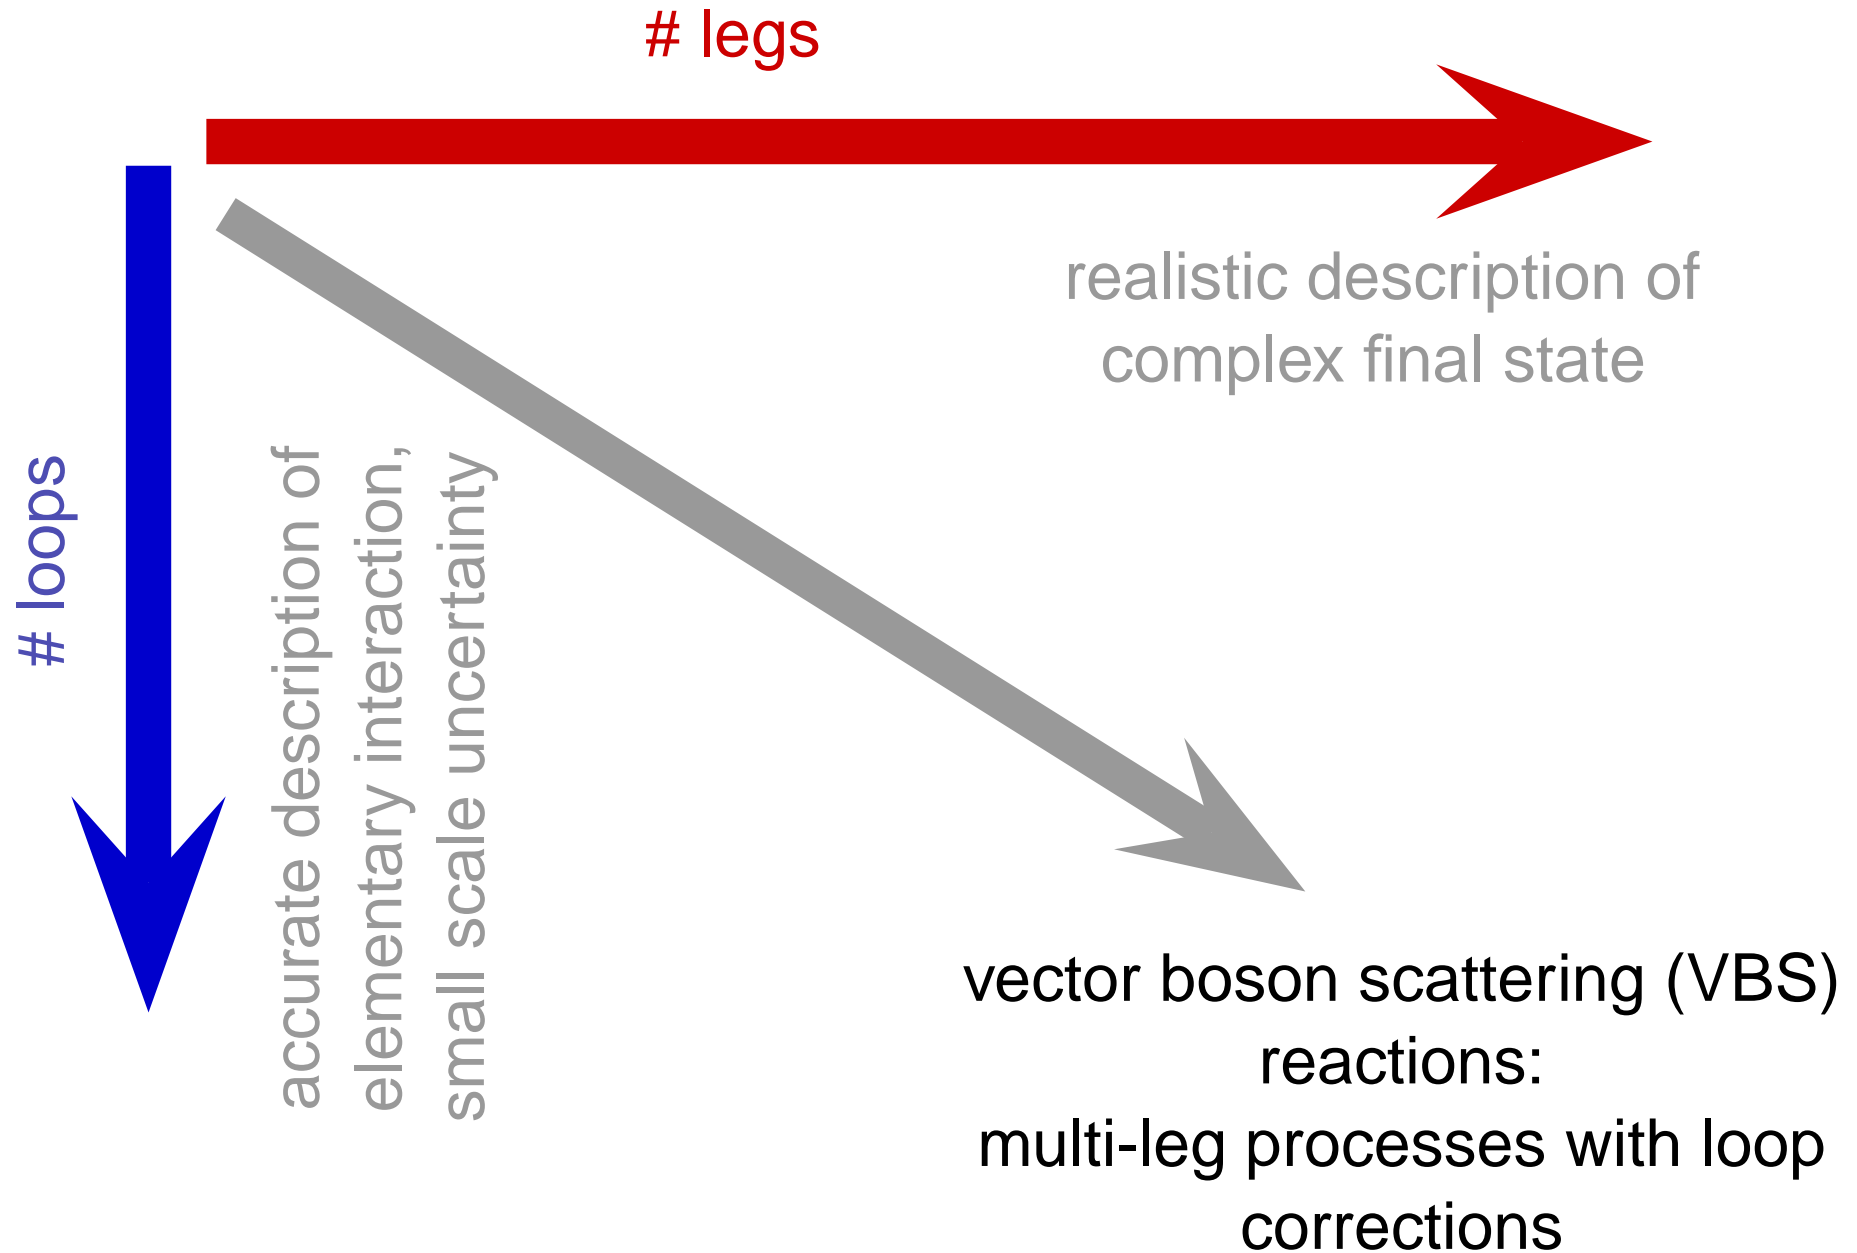 # legs
realistic description of
complex final state
# loops
accurate description of
elementary interaction,
small scale uncertainty
vector boson scattering (VBS)
reactions:
multi-leg processes with loop
corrections